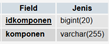 Field Jenis
idkomponen bigint(20)
komponen varchar(255)